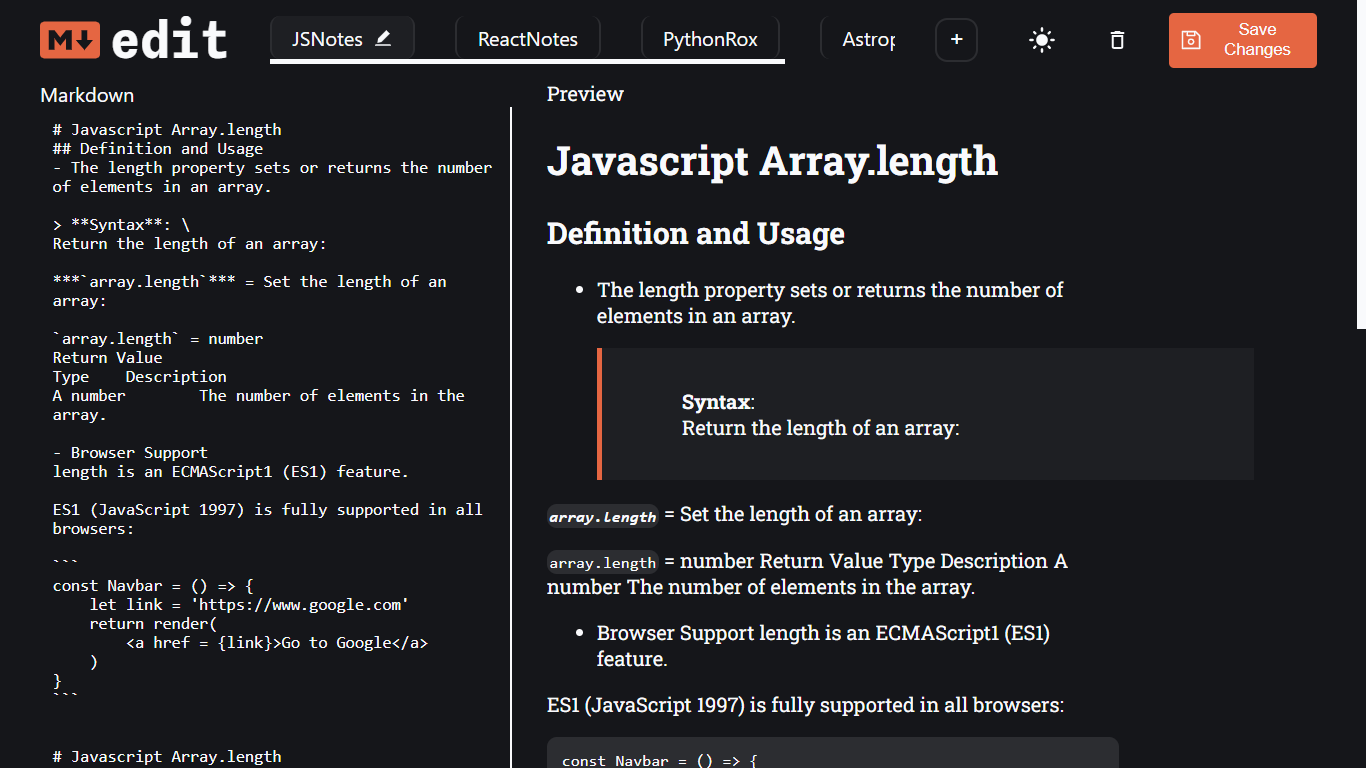 M edit
JSNotes
ReactNotes
PythonRox
Astrop
+
Save
Changes
Markdown
# Javascript Array.length
## Definition and Usage
- The length property sets or returns the number
of elements in an array.
> **Syntax**: \
Return the length of an array:
***`array.length`*** = Set the length of an
array:
`array.length` = number
Return Value
Type    Description
A number        The number of elements in the
array.
- Browser Support
length is an ECMAScript1 (ES1) feature.
ES1 (JavaScript 1997) is fully supported in all
browsers:
```
const Navbar = () => {
    let link = 'https://www.google.com'
    return render(
        <a href = {link}>Go to Google</a>
    )
}
```
# Javascript Array.length
Preview
Javascript Array.length
Definition and Usage
• The length property sets or returns the number of
elements in an array.
Syntax:
Return the length of an array:
array.length = Set the length of an array:
array.length = number Return Value Type Description A
number The number of elements in the array.
• Browser Support length is an ECMAScript1 (ES1)
feature.
ES1 (JavaScript 1997) is fully supported in all browsers:
const Navbar = () => {